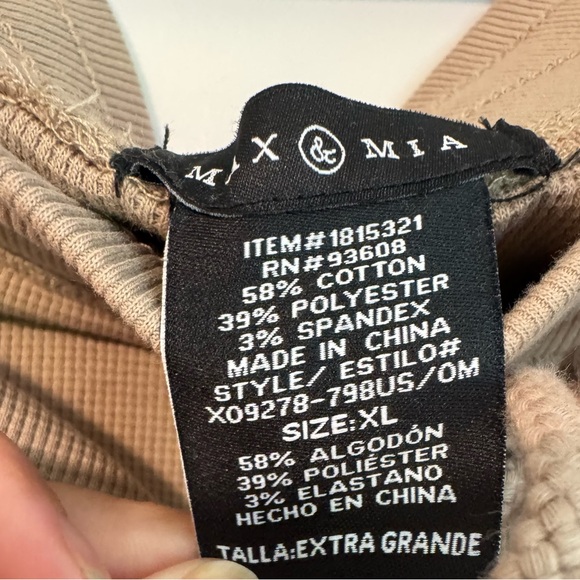 MAX & MIA
ITEM#1815321
RN#93608
58% COTTON
39% POLYESTER
3% SPANDEX
MADE IN CHINA
STYLE/ ESTILO#
X09278-798US/OM
SIZE:XL
58% ALGODÓN
39% POLIÉSTER
3% ELASTANO
HECHO EN CHINA
TALLA:EXTRA GRANDE